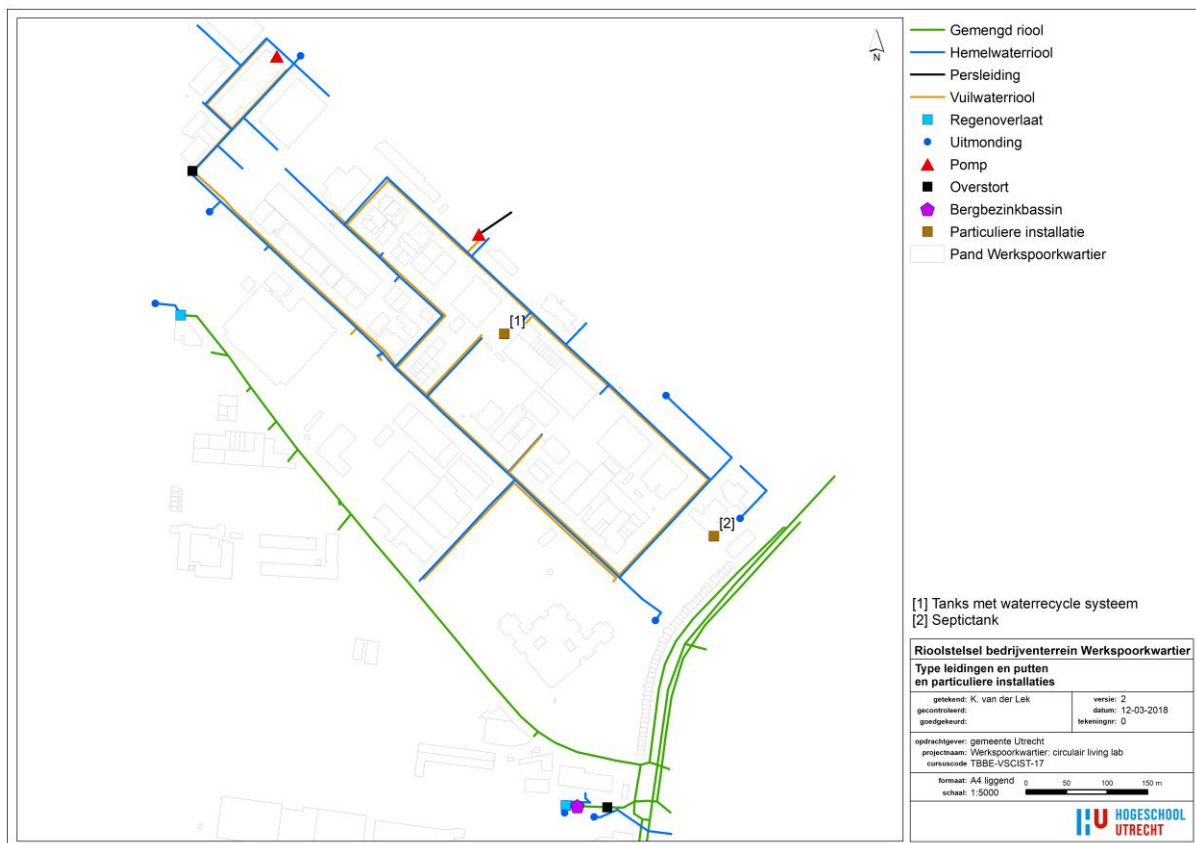 N
Gemengd riool
Hemelwaterriool
Persleiding
Vuilwaterriool
Regenoverlaat
Uitmonding
Pomp
Overstort
Bergbezinkbassin
Particuliere installatie
Pand Werkspoorkwartier
[1]
[2]
[1] Tanks met waterrecycle systeem
[2] Septictank
Rioolstelsel bedrijventerrein Werkspoorkwartier
Type leidingen en putten
en particuliere installaties
getekend: K. van der Lek
gecontroleerd:
goedgekeurd:
versie: 2
datum: 12-03-2018
tekeningnr: 0
opdrachtgever: gemeente Utrecht
projectnaam: Werkspoorkwartier: circulair living lab
cursuscode TBBE-VSCIST-17
formaat: A4 liggend
schaal: 1:5000
0 50 100 150 m
HU HOGESCHOOL
UTRECHT